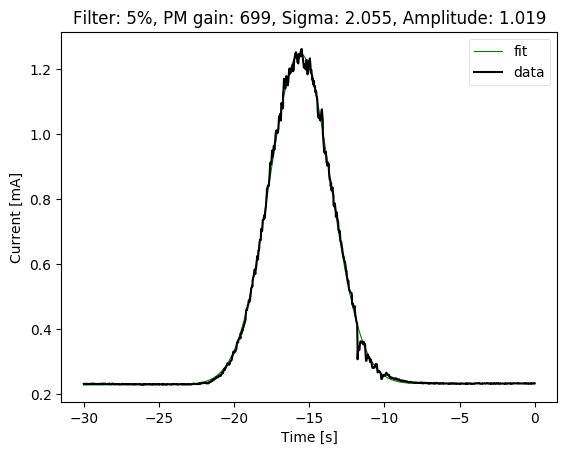 Filter: 5%, PM gain: 699, Sigma: 2.055, Amplitude: 1.019
fit
data
1.2
1.0
0.8
0.6
0.4
0.2
Current [mA]
−30
−25
−20
−15
−10
−5
0
Time [s]